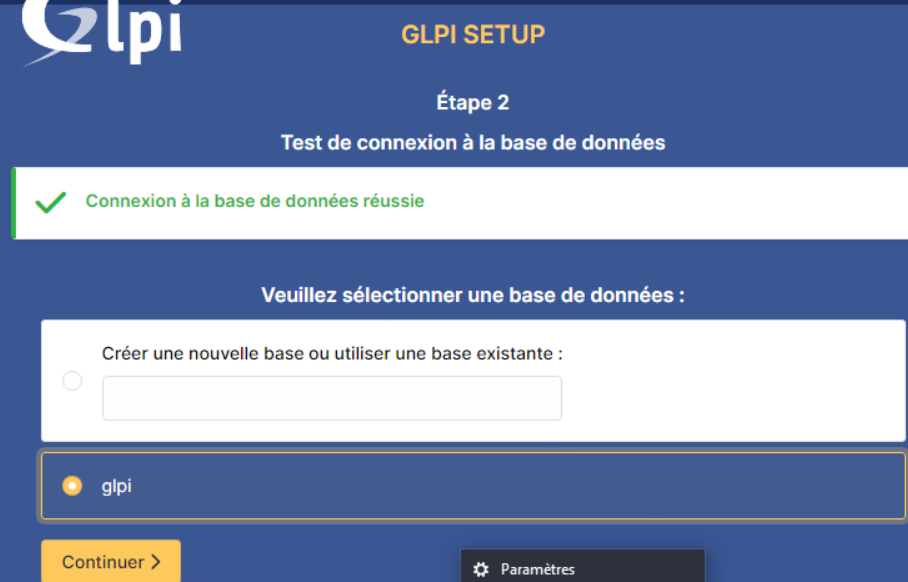 Glpi
GLPI SETUP
Étape 2
Test de connexion à la base de données
Connexion à la base de données réussie
Veuillez sélectionner une base de données :
Créer une nouvelle base ou utiliser une base existante :
glpi
Continuer >
Paramètres